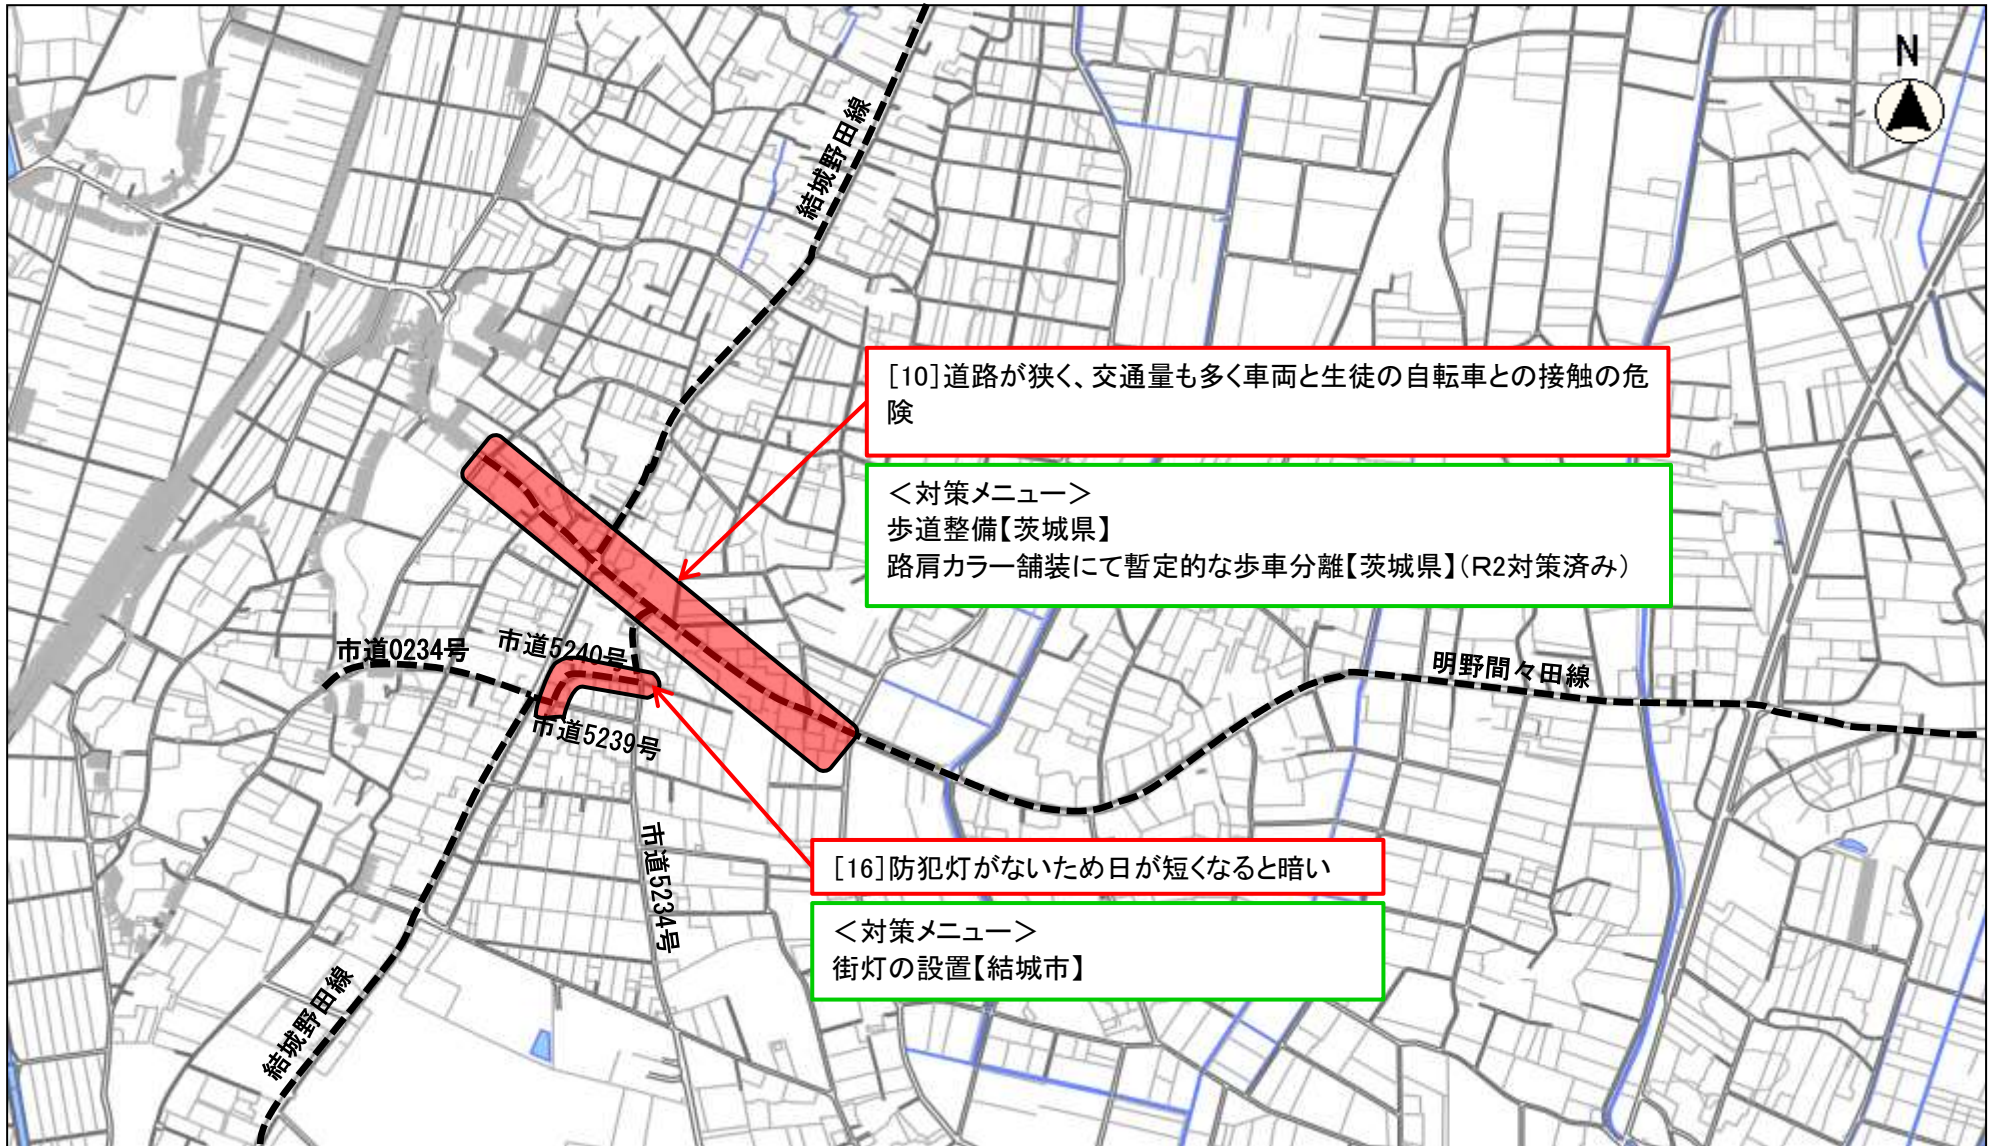 N
結城野田線
[10]道路が狭く、交通量も多く車両と生徒の自転車との接触の危
険
＜対策メニュー＞
歩道整備【茨城県】
路肩カラー舗装にて暫定的な歩車分離【茨城県】（R2対策済み）
市道0234号
市道5240号
明野間々田線
市道5239号
市道5234号
[16]防犯灯がないため日が短くなると暗い
＜対策メニュー＞
街灯の設置【結城市】
結城野田線